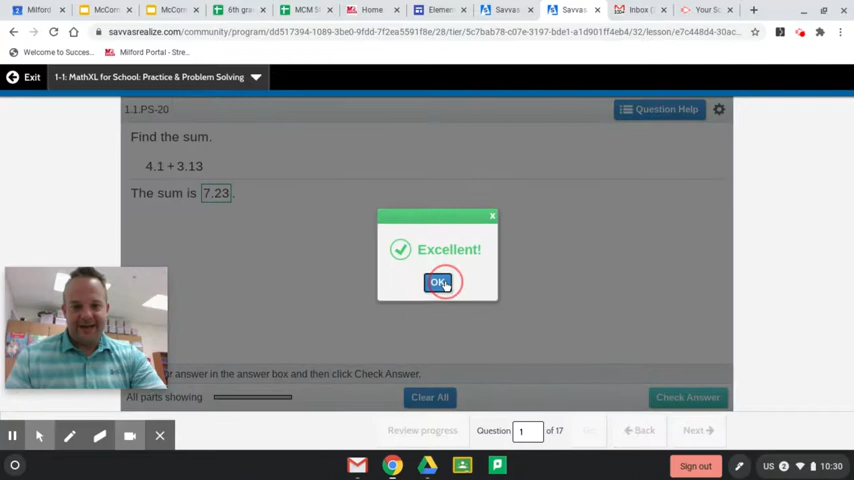 Milford
McCom
McCom
6th gra
MCM 5
Home
Elemen
Savvas
Savvas
Inbox (
Your Sc
savvasrealize.com/community/program/dd517394-1089-3be0-9fdd-7f2ea5591f8e/28/tier/5c7bab78-c07e-3197-bde1-a1d901ff2eb4/32/lesson/e7c448d4-30ac...
Welcome to Succes...
Milford Portal - Stre...
Exit
1-1: MathXL for School: Practice & Problem Solving
1.1.PS-20
Question Help
Find the sum.
4.1 + 3.13
The sum is 7.23.
x
Excellent!
OK
r answer in the answer box and then click Check Answer.
All parts showing
Clear All
Check Answer
Review progress
Question 1 of 17
Go
Back
Next
Sign out
US 2 10:30